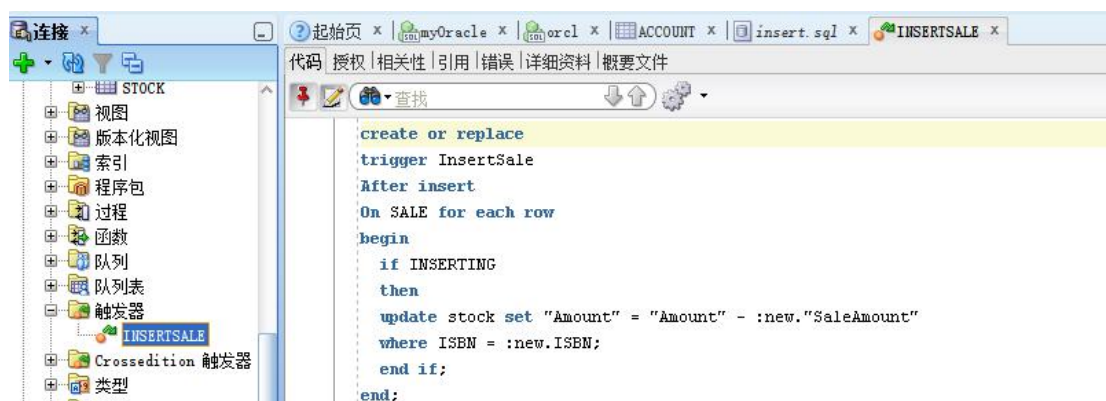 连接
起始页 x myOracle x orcl x ACCOUNT x insert.sql x INSERTSALE x
代码 授权 相关性 引用 错误 详细资料 概要文件
查找
STOCK
视图
版本化视图
索引
程序包
过程
函数
队列
队列表
触发器
INSERTSALE
Crossedition 触发器
类型
create or replace
trigger InsertSale
After insert
On SALE for each row
begin
if INSERTING
then
update stock set "Amount" = "Amount" - :new."SaleAmount"
where ISBN = :new.ISBN;
end if;
end;